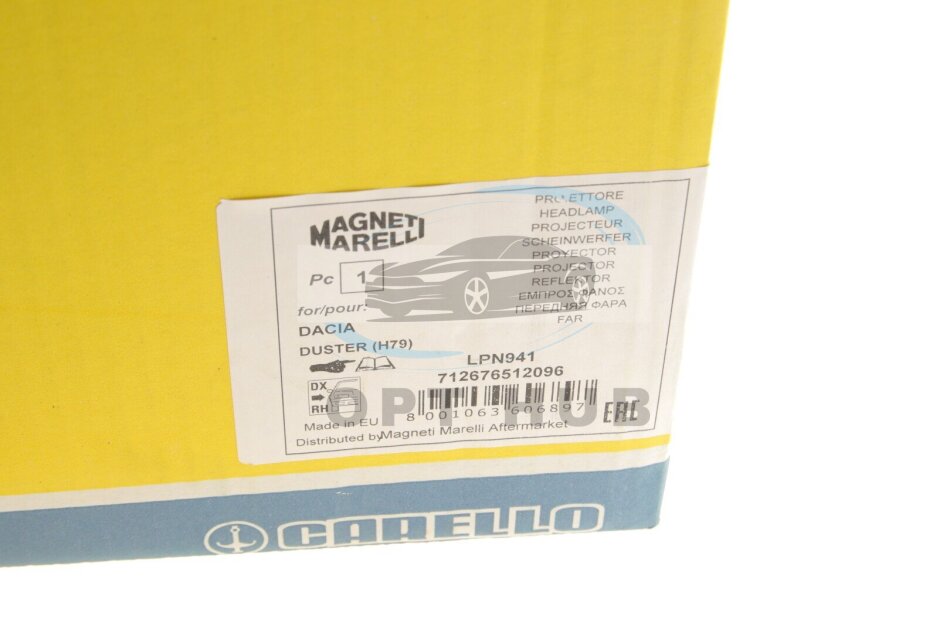 MAGNETI
MARELLI
Pc 1
for/pour:
DACIA
DUSTER (H79)
DX
RH
Made in EU
Distributed by Magneti Marelli Aftermarket
PROIETTORE
HEADLAMP
PROJECTEUR
SCHEINWERFER
PROYECTOR
PROJECTOR
REFLEKTOR
ΕΜΠΡΟΣ ΦΑΝΟΣ
ПЕРЕДНЯЯ ФАРА
FAR
LPN941
712676512096
8 001063 606897
EAC
OPT HUB
CARELLO